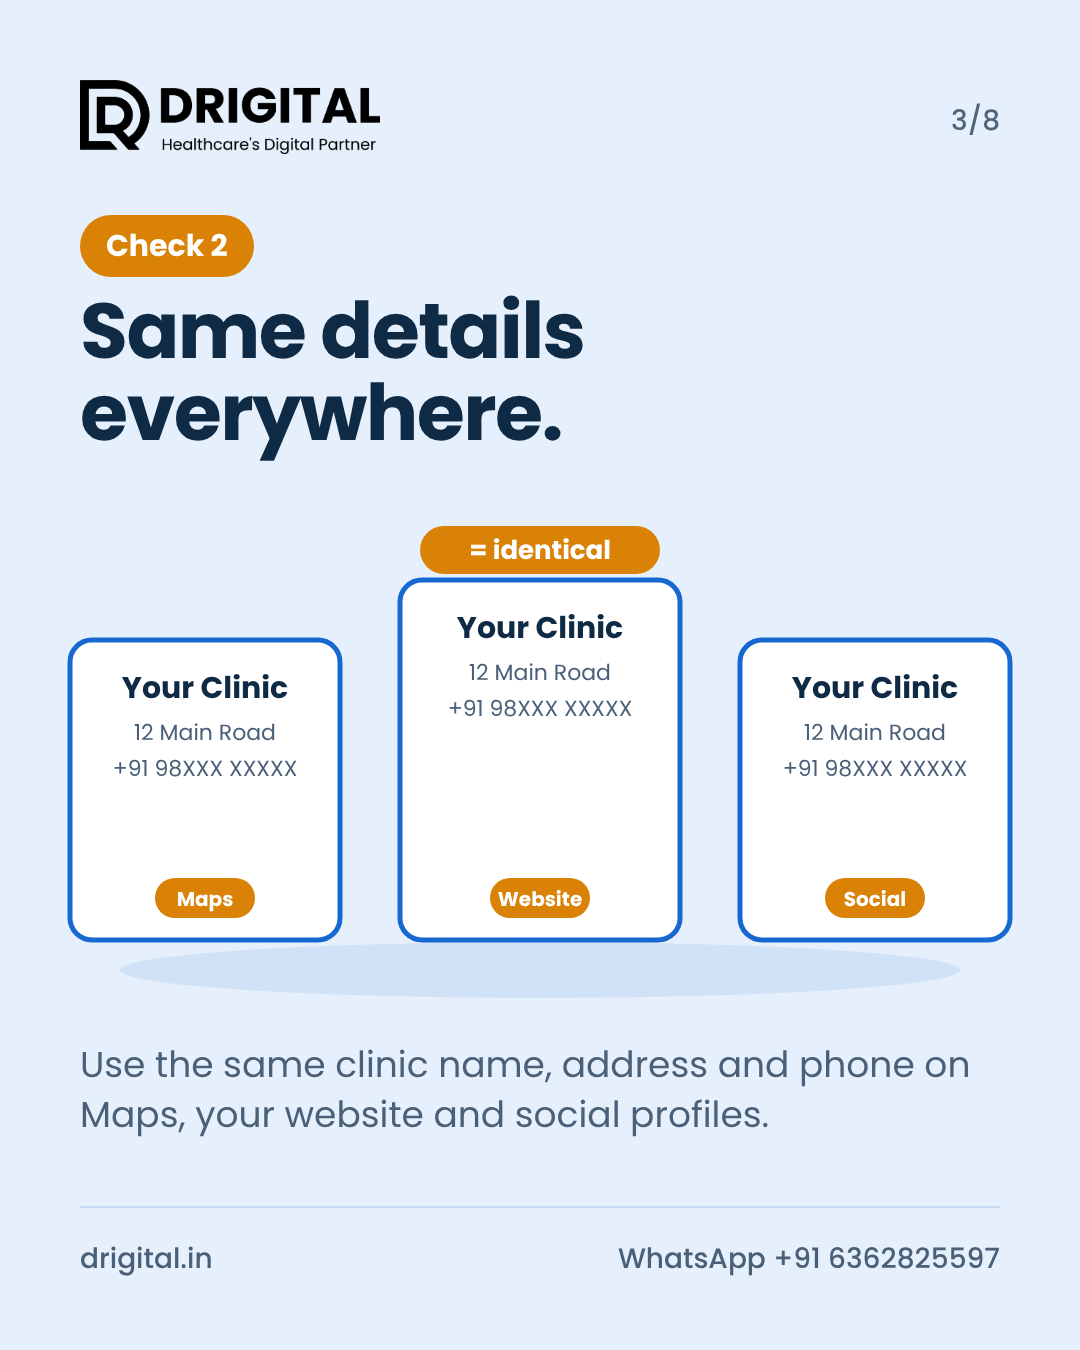 DRIGITAL
Healthcare's Digital Partner
3/8
Check 2
Same details
everywhere.
= identical
Your Clinic
12 Main Road
+91 98XXX XXXXX
Maps
Your Clinic
12 Main Road
+91 98XXX XXXXX
Website
Your Clinic
12 Main Road
+91 98XXX XXXXX
Social
Use the same clinic name, address and phone on
Maps, your website and social profiles.
drigital.in
WhatsApp +91 6362825597